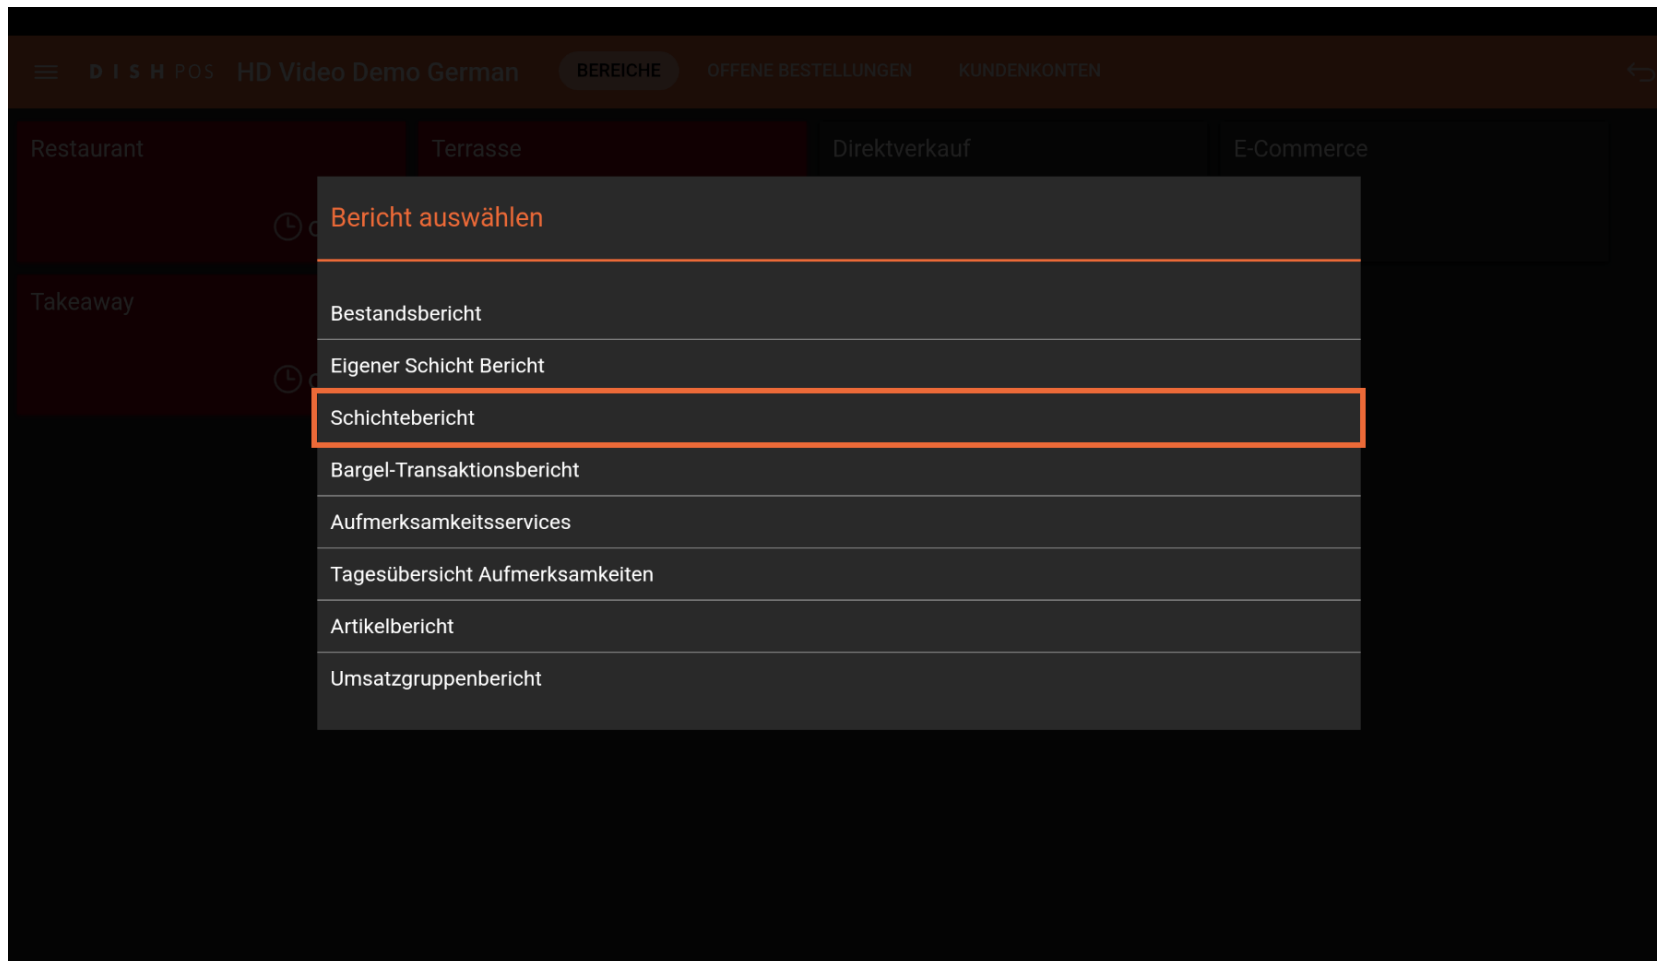 DISH POS HD Video Demo German BEREICHE OFFENE BESTELLUNGEN KUNDENKONTEN
Restaurant Terrasse Direktverkauf E-Commerce
Takeaway
Bericht auswählen
Bestandsbericht
Eigener Schicht Bericht
Schichtebericht
Bargel-Transaktionsbericht
Aufmerksamkeitsservices
Tagesübersicht Aufmerksamkeiten
Artikelbericht
Umsatzgruppenbericht